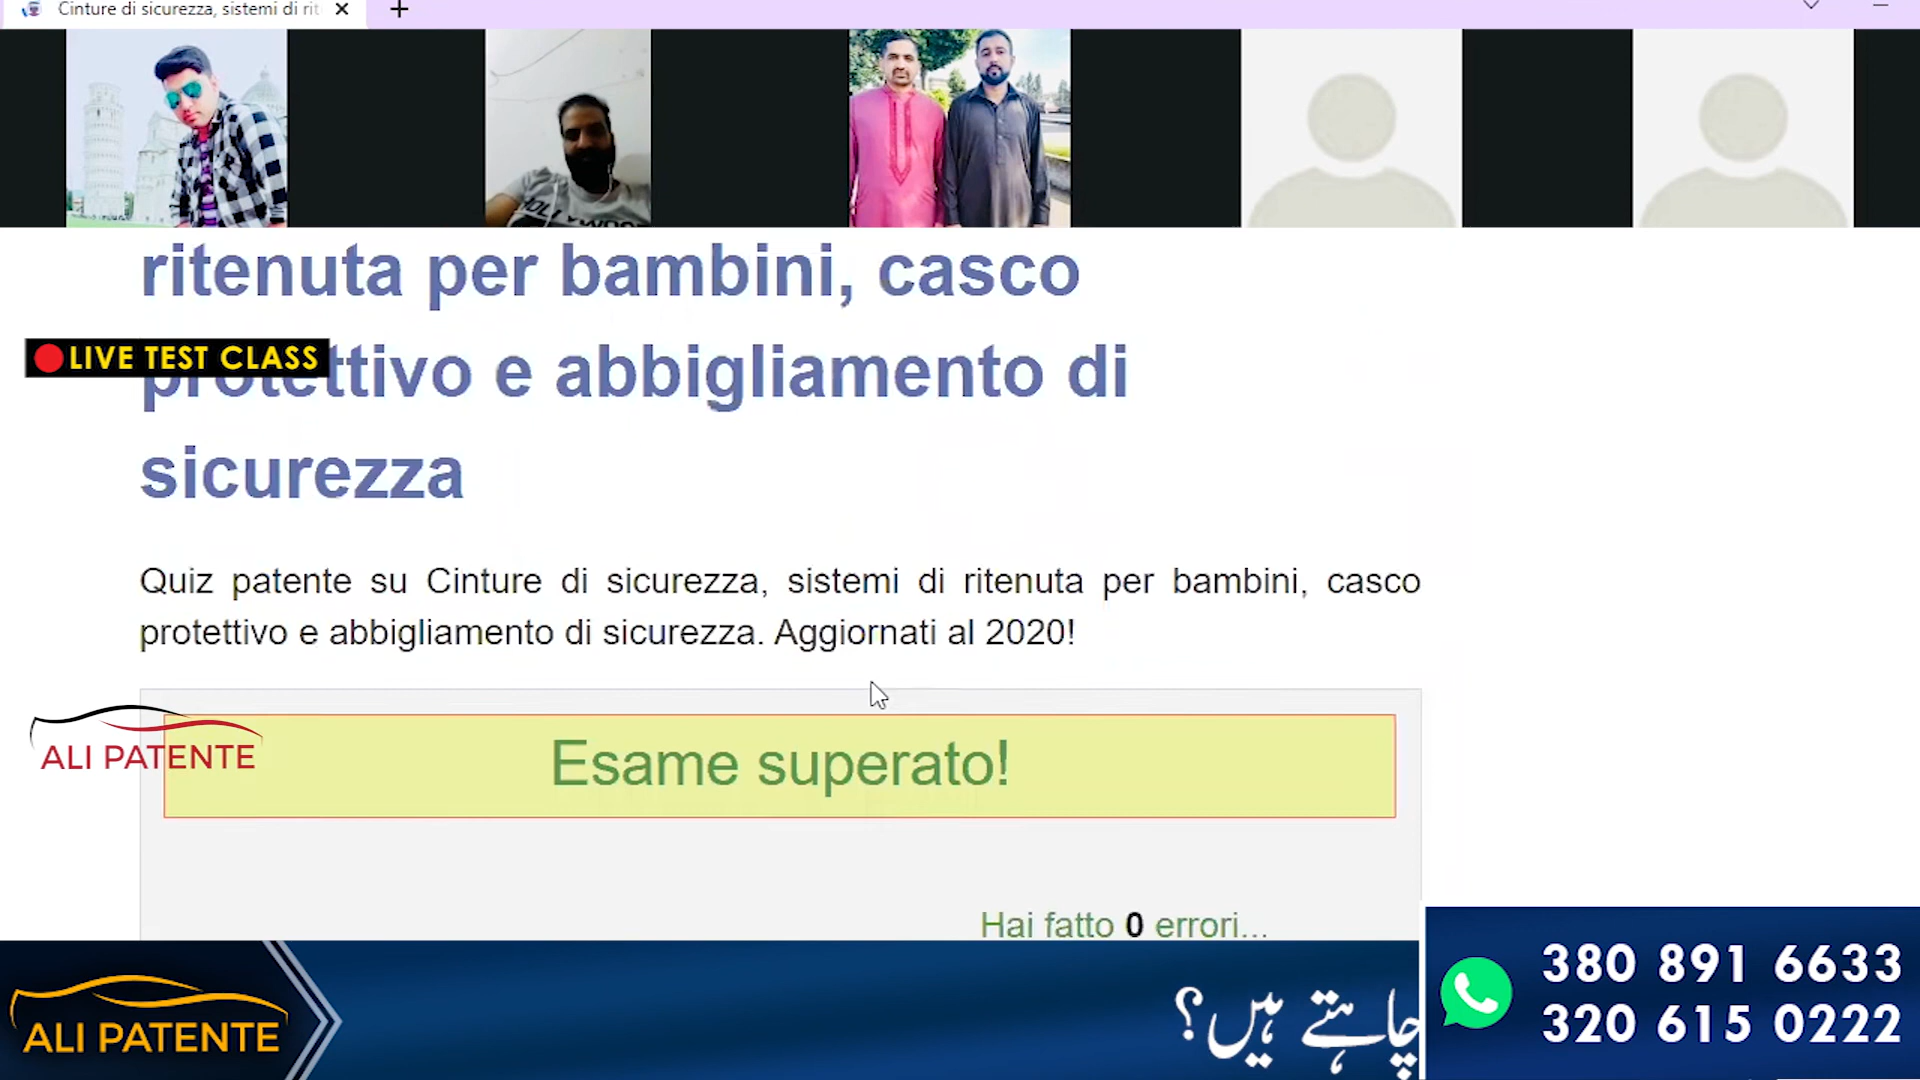 Cinture di sicurezza, sistemi di rit
HOLLYWOOD
ritenuta per bambini, casco
LIVE TEST CLASS
protettivo e abbigliamento di
sicurezza
Quiz patente su Cinture di sicurezza, sistemi di ritenuta per bambini, casco
protettivo e abbigliamento di sicurezza. Aggiornati al 2020!
ALI PATENTE
Esame superato!
Hai fatto 0 errori...
ALI PATENTE
چاہتے ہیں؟
380 891 6633
320 615 0222